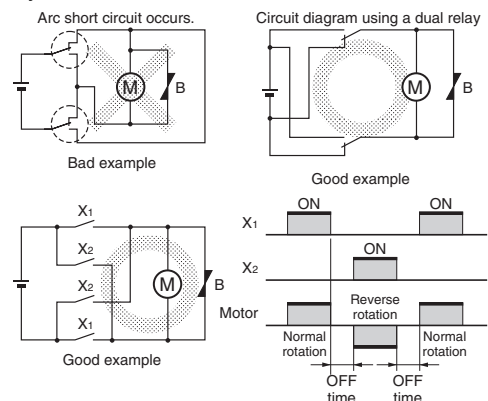 Arc short circuit occurs.
M
B
Bad example
Circuit diagram using a dual relay
M
B
Good example
X1
X2
X2
X1
M
B
Good example
ON
ON
X1
ON
X2
Motor
Reverse
rotation
Normal
rotation
Normal
rotation
OFF
time
OFF
time